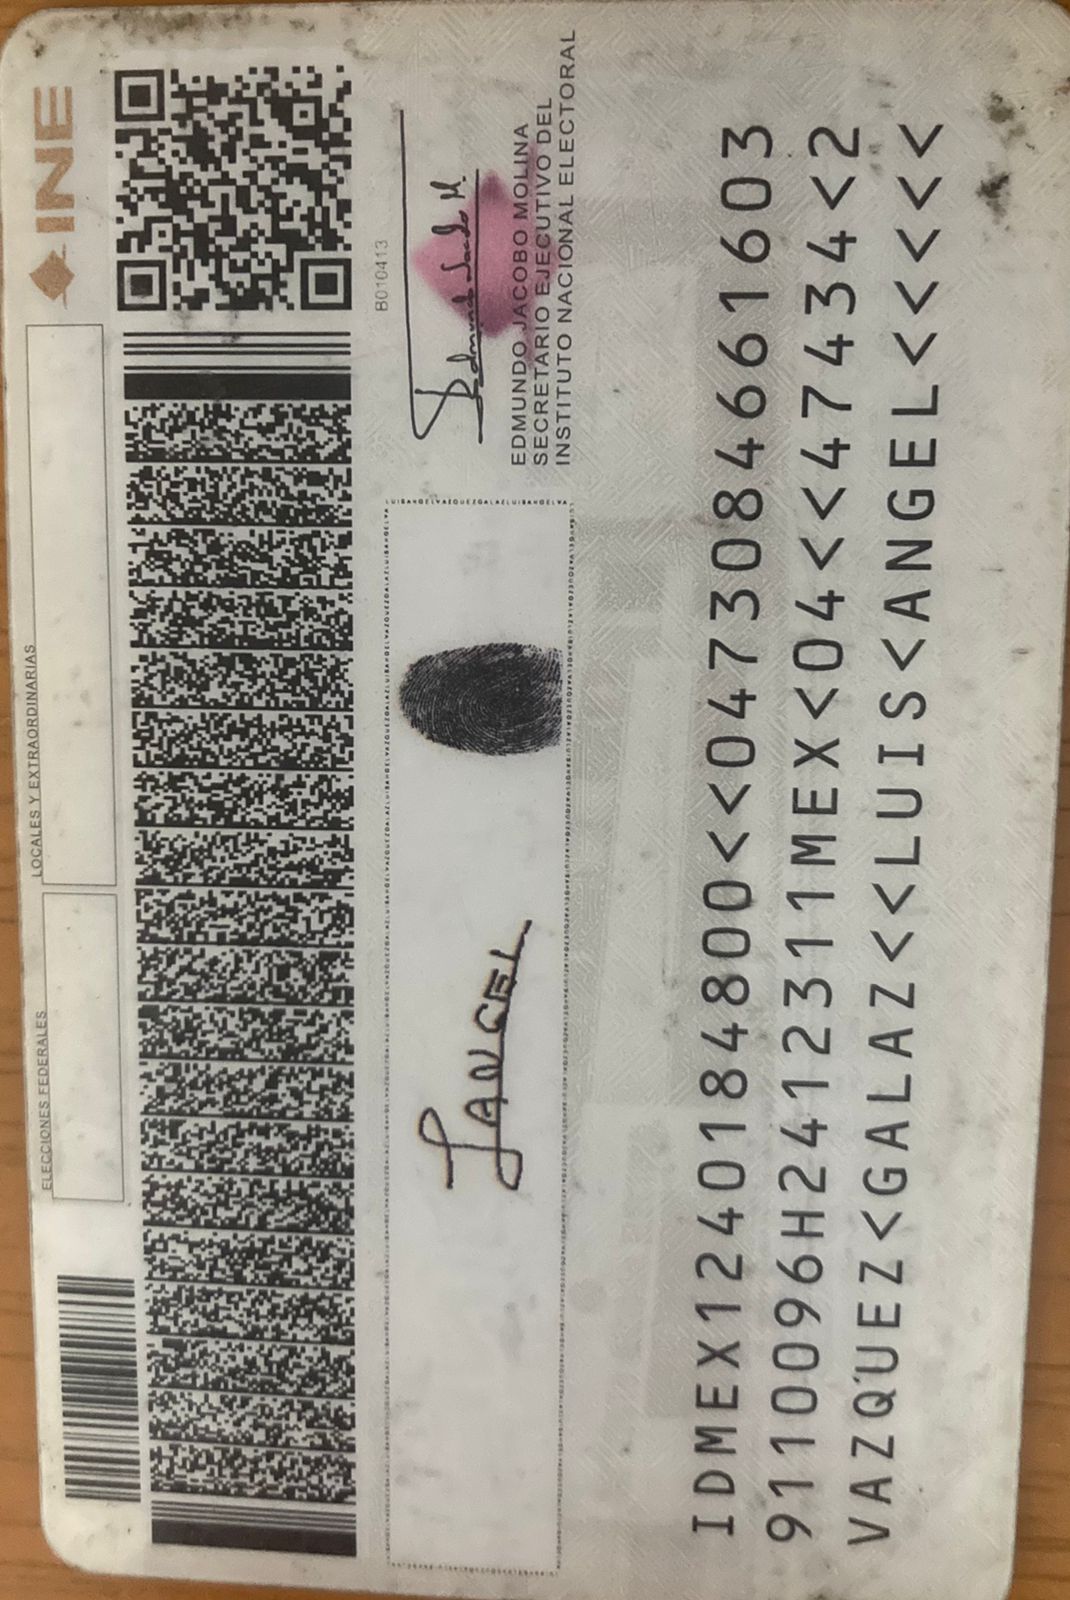 INE
ELECCIONES FEDERALES
LOCALES Y EXTRAORDINARIAS
B010413
ANGEL
EDMUNDO JACOBO MOLINA
SECRETARIO EJECUTIVO DEL
INSTITUTO NACIONAL ELECTORAL
IDMEX1240184800<<0473084661603
9110096H2412311MEX<04<<47434<2
VAZQUEZ<GALAZ<<LUIS<ANGEL<<<<<